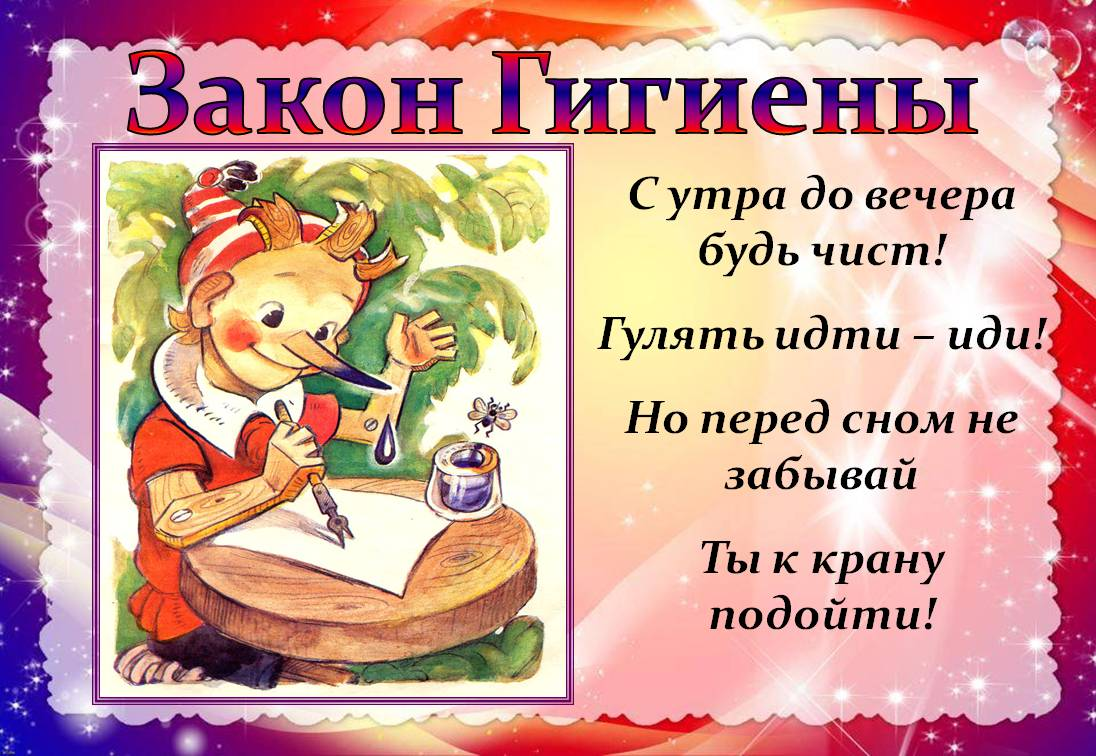 Закон Гигиены
С утра до вечера
будь чист!
Гулять идти – иди!
Но перед сном не
забывай
Ты к крану
подойти!